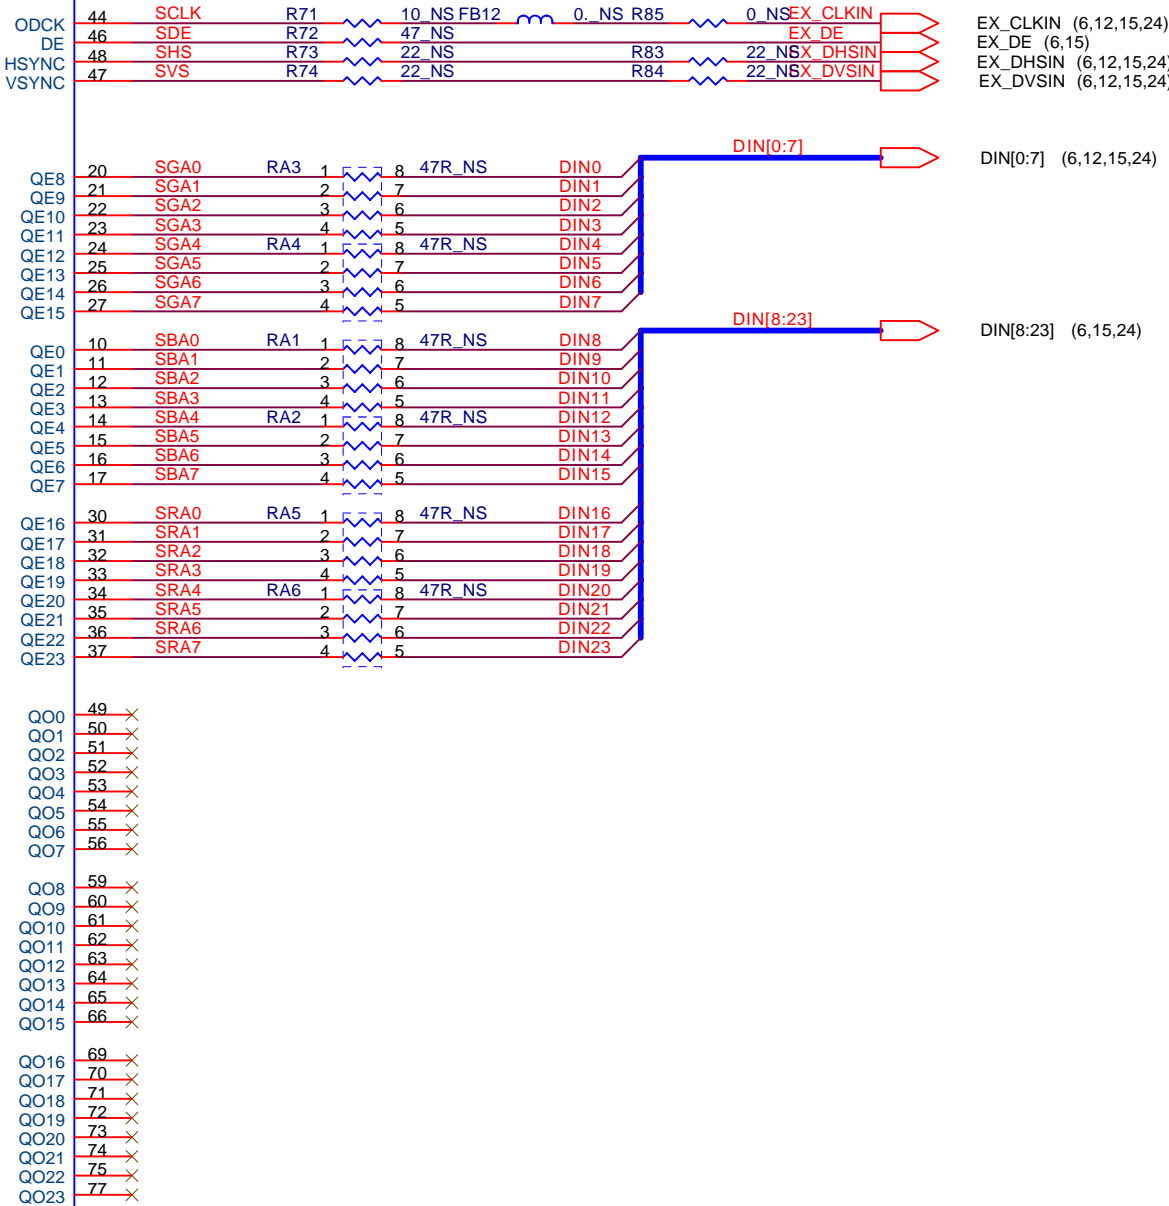 ODCK 44 SCLK R71 10_NS FB12 0._NS R85 0_NS EX_CLKIN EX_CLKIN (6,12,15,24)
DE 46 SDE R72 47_NS EX_DE EX_DE (6,15)
HSYNC 48 SHS R73 22_NS R83 22_NS EX_DHSIN EX_DHSIN (6,12,15,24)
VSYNC 47 SVS R74 22_NS R84 22_NS EX_DVSIN EX_DVSIN (6,12,15,24)
DIN[0:7] DIN[0:7] (6,12,15,24)
QE8 20 SGA0 RA3 1 8 47R_NS DIN0
QE9 21 SGA1 2 7 DIN1
QE10 22 SGA2 3 6 DIN2
QE11 23 SGA3 4 5 DIN3
QE12 24 SGA4 RA4 1 8 47R_NS DIN4
QE13 25 SGA5 2 7 DIN5
QE14 26 SGA6 3 6 DIN6
QE15 27 SGA7 4 5 DIN7
DIN[8:23] DIN[8:23] (6,15,24)
QE0 10 SBA0 RA1 1 8 47R_NS DIN8
QE1 11 SBA1 2 7 DIN9
QE2 12 SBA2 3 6 DIN10
QE3 13 SBA3 4 5 DIN11
QE4 14 SBA4 RA2 1 8 47R_NS DIN12
QE5 15 SBA5 2 7 DIN13
QE6 16 SBA6 3 6 DIN14
QE7 17 SBA7 4 5 DIN15
QE16 30 SRA0 RA5 1 8 47R_NS DIN16
QE17 31 SRA1 2 7 DIN17
QE18 32 SRA2 3 6 DIN18
QE19 33 SRA3 4 5 DIN19
QE20 34 SRA4 RA6 1 8 47R_NS DIN20
QE21 35 SRA5 2 7 DIN21
QE22 36 SRA6 3 6 DIN22
QE23 37 SRA7 4 5 DIN23
QO0 49
QO1 50
QO2 51
QO3 52
QO4 53
QO5 54
QO6 55
QO7 56
QO8 59
QO9 60
QO10 61
QO11 62
QO12 63
QO13 64
QO14 65
QO15 66
QO16 69
QO17 70
QO18 71
QO19 72
QO20 73
QO21 74
QO22 75
QO23 77